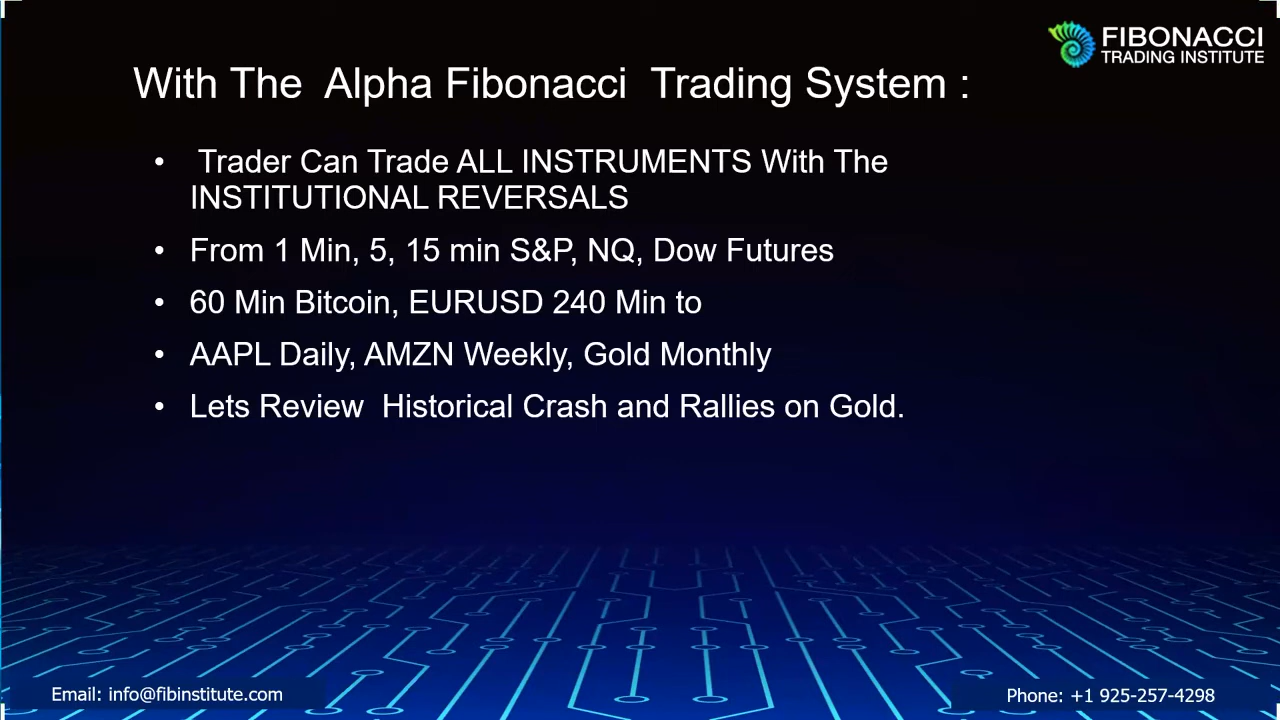 FIBONACCI
TRADING INSTITUTE
With The  Alpha Fibonacci  Trading System :
•  Trader Can Trade ALL INSTRUMENTS With The
INSTITUTIONAL REVERSALS
• From 1 Min, 5, 15 min S&P, NQ, Dow Futures
• 60 Min Bitcoin, EURUSD 240 Min to
• AAPL Daily, AMZN Weekly, Gold Monthly
• Lets Review  Historical Crash and Rallies on Gold.
Email: info@fibinstitute.com
Phone: +1 925-257-4298